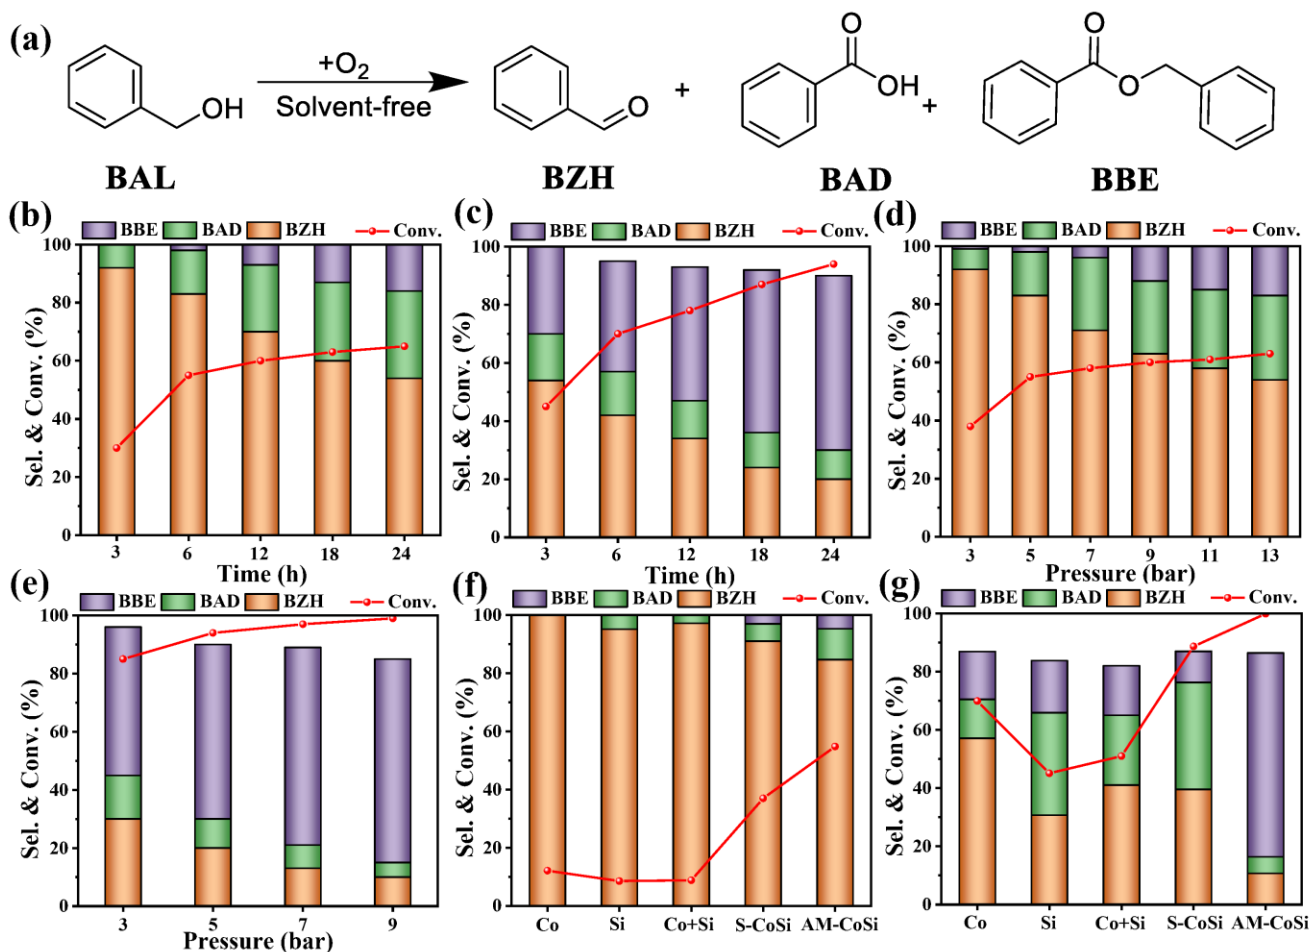 (a)
OH
+O2
Solvent-free
O
+
O
OH
+
O
O
BAL
BZH
BAD
BBE
(b)
BBE BAD BZH Conv.
Sel. & Conv. (%)
100
80
60
40
20
0
3 6 12 18 24
Time (h)
(c)
BBE BAD BZH Conv.
Sel. & Conv. (%)
100
80
60
40
20
0
3 6 12 18 24
Time (h)
(d)
BBE BAD BZH Conv.
Sel. & Conv. (%)
100
80
60
40
20
0
3 5 7 9 11 13
Pressure (bar)
(e)
BBE BAD BZH Conv.
Sel. & Conv. (%)
100
80
60
40
20
0
3 5 7 9
Pressure (bar)
(f)
BBE BAD BZH Conv.
Sel. & Conv. (%)
100
80
60
40
20
0
Co Si Co+Si S-CoSi AM-CoSi
(g)
BBE BAD BZH Conv.
Sel. & Conv. (%)
100
80
60
40
20
0
Co Si Co+Si S-CoSi AM-CoSi